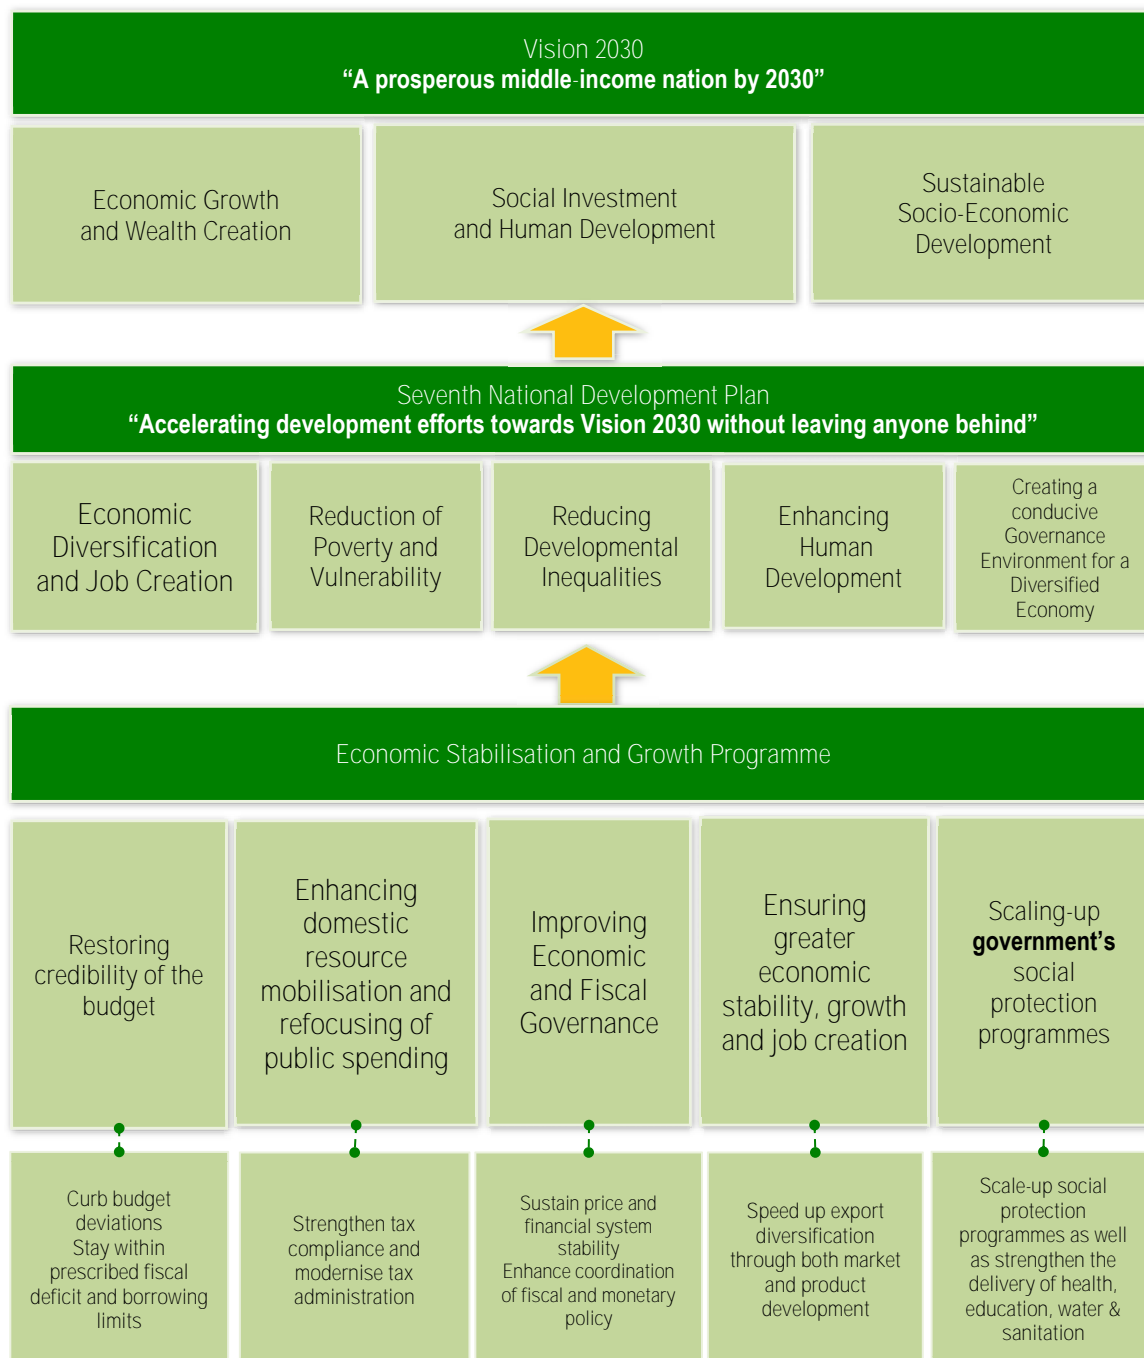 Vision 2030
“A prosperous middle-income nation by 2030”
Economic Growth
and Wealth Creation
Social Investment
and Human Development
Sustainable
Socio-Economic
Development
Seventh National Development Plan
“Accelerating development efforts towards Vision 2030 without leaving anyone behind”
Economic
Diversification
and Job Creation
Reduction of
Poverty and
Vulnerability
Reducing
Developmental
Inequalities
Enhancing
Human
Development
Creating a
conducive
Governance
Environment for a
Diversified
Economy
Economic Stabilisation and Growth Programme
Restoring
credibility of the
budget
Enhancing
domestic
resource
mobilisation and
refocusing of
public spending
Improving
Economic
and Fiscal
Governance
Ensuring
greater
economic
stability, growth
and job creation
Scaling-up
government’s
social
protection
programmes
Curb budget
deviations
Stay within
prescribed fiscal
deficit and borrowing
limits
Strengthen tax
compliance and
modernise tax
administration
Sustain price and
financial system
stability
Enhance coordination
of fiscal and monetary
policy
Speed up export
diversification
through both market
and product
development
Scale-up social
protection
programmes as well
as strengthen the
delivery of health,
education, water &
sanitation